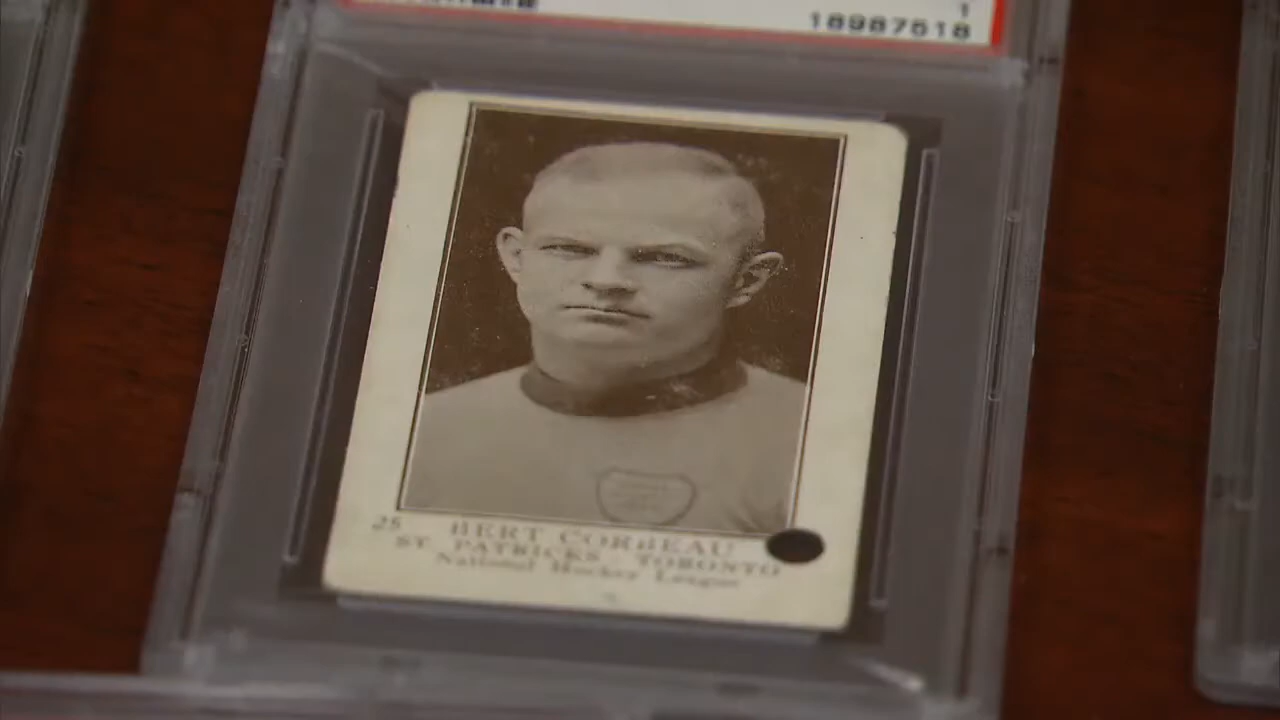 1
18987518
25 BERT CORBEAU
ST. PATRICKS TORONTO
National Hockey League